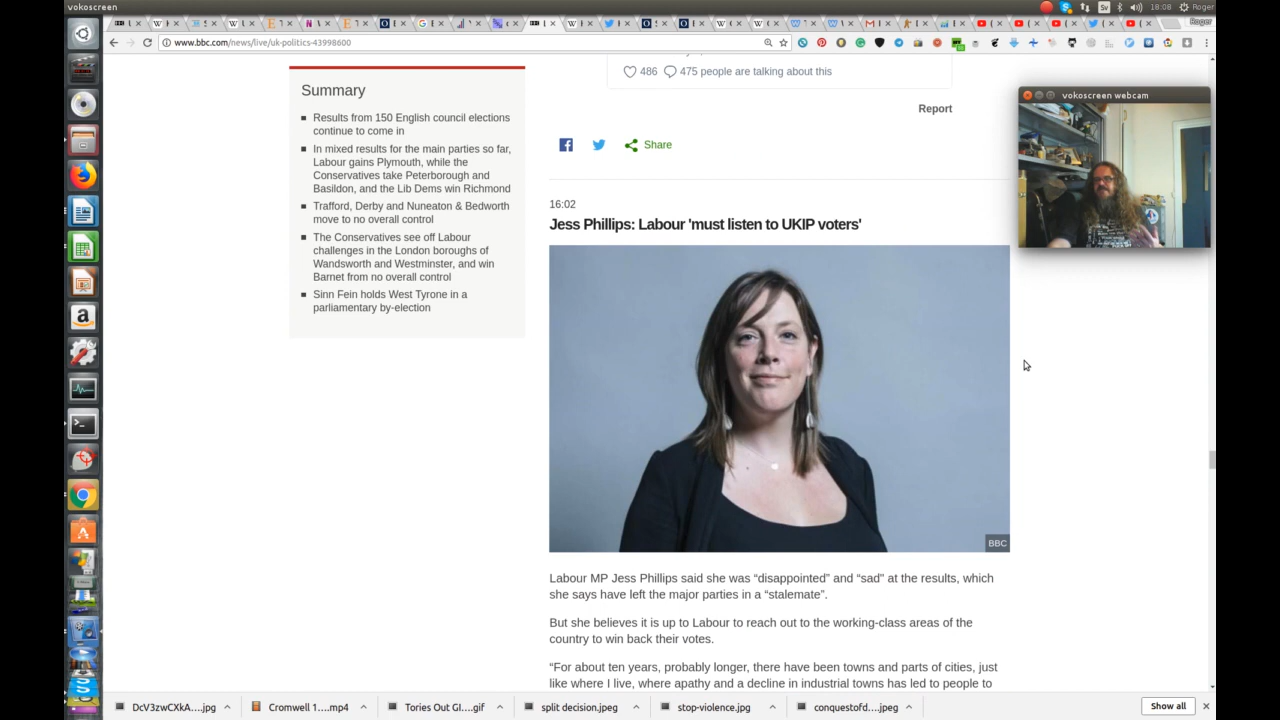 vokoscreen
Sv
18:08
Roger
Roger
www.bbc.com/news/live/uk-politics-43998600
486
475 people are talking about this
Report
Share
Summary
Results from 150 English council elections
continue to come in
In mixed results for the main parties so far,
Labour gains Plymouth, while the
Conservatives take Peterborough and
Basildon, and the Lib Dems win Richmond
Trafford, Derby and Nuneaton & Bedworth
move to no overall control
The Conservatives see off Labour
challenges in the London boroughs of
Wandsworth and Westminster, and win
Barnet from no overall control
Sinn Fein holds West Tyrone in a
parliamentary by-election
vokoscreen webcam
16:02
Jess Phillips: Labour 'must listen to UKIP voters'
BBC
Labour MP Jess Phillips said she was “disappointed” and “sad” at the results, which
she says have left the major parties in a “stalemate”.
But she believes it is up to Labour to reach out to the working-class areas of the
country to win back their votes.
“For about ten years, probably longer, there have been towns and parts of cities, just
like where I live, where apathy and a decline in industrial towns has led to people to
DcV3zwCXkA....jpg
Cromwell 1....mp4
Tories Out GI....gif
split decision.jpeg
stop-violence.jpg
conquestofd....jpeg
Show all